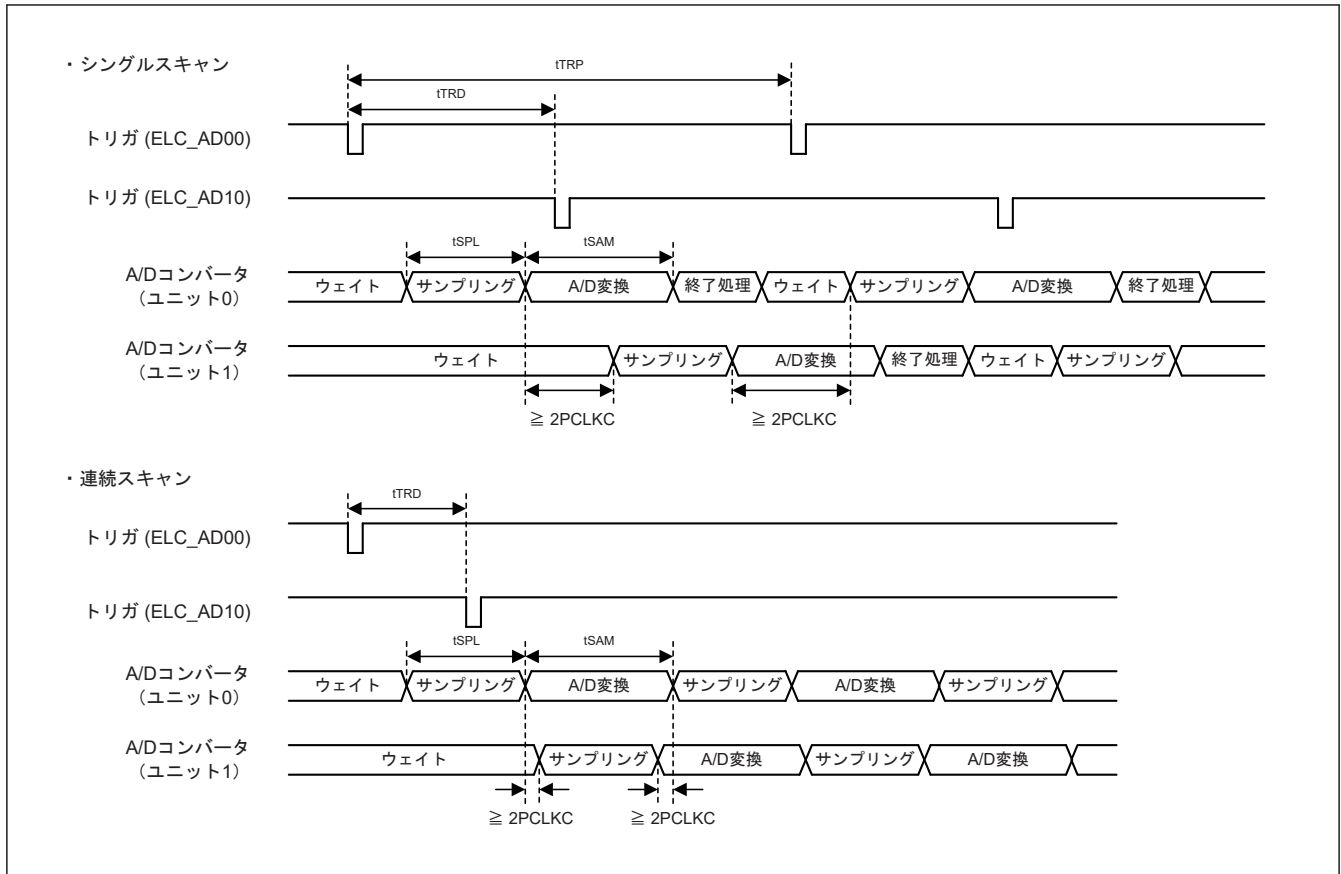 ・シングルスキャン
tTRP
tTRD
トリガ (ELC_AD00)
トリガ (ELC_AD10)
tSPL
tSAM
A/Dコンバータ
（ユニット0）
ウェイト
サンプリング
A/D変換
終了処理
ウェイト
サンプリング
A/D変換
終了処理
A/Dコンバータ
（ユニット1）
ウェイト
サンプリング
A/D変換
終了処理
ウェイト
サンプリング
≧ 2PCLKC
≧ 2PCLKC
・連続スキャン
tTRD
トリガ (ELC_AD00)
トリガ (ELC_AD10)
tSPL
tSAM
A/Dコンバータ
（ユニット0）
ウェイト
サンプリング
A/D変換
サンプリング
A/D変換
サンプリング
A/Dコンバータ
（ユニット1）
ウェイト
サンプリング
A/D変換
サンプリング
A/D変換
≧ 2PCLKC
≧ 2PCLKC